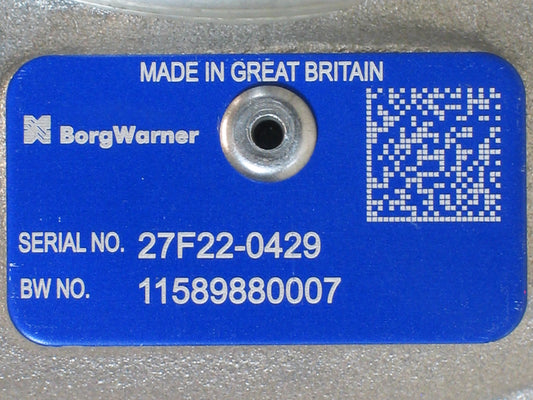 MADE IN GREAT BRITAIN
BorgWarner
SERIAL NO. 27F22-0429
BW NO. 11589880007